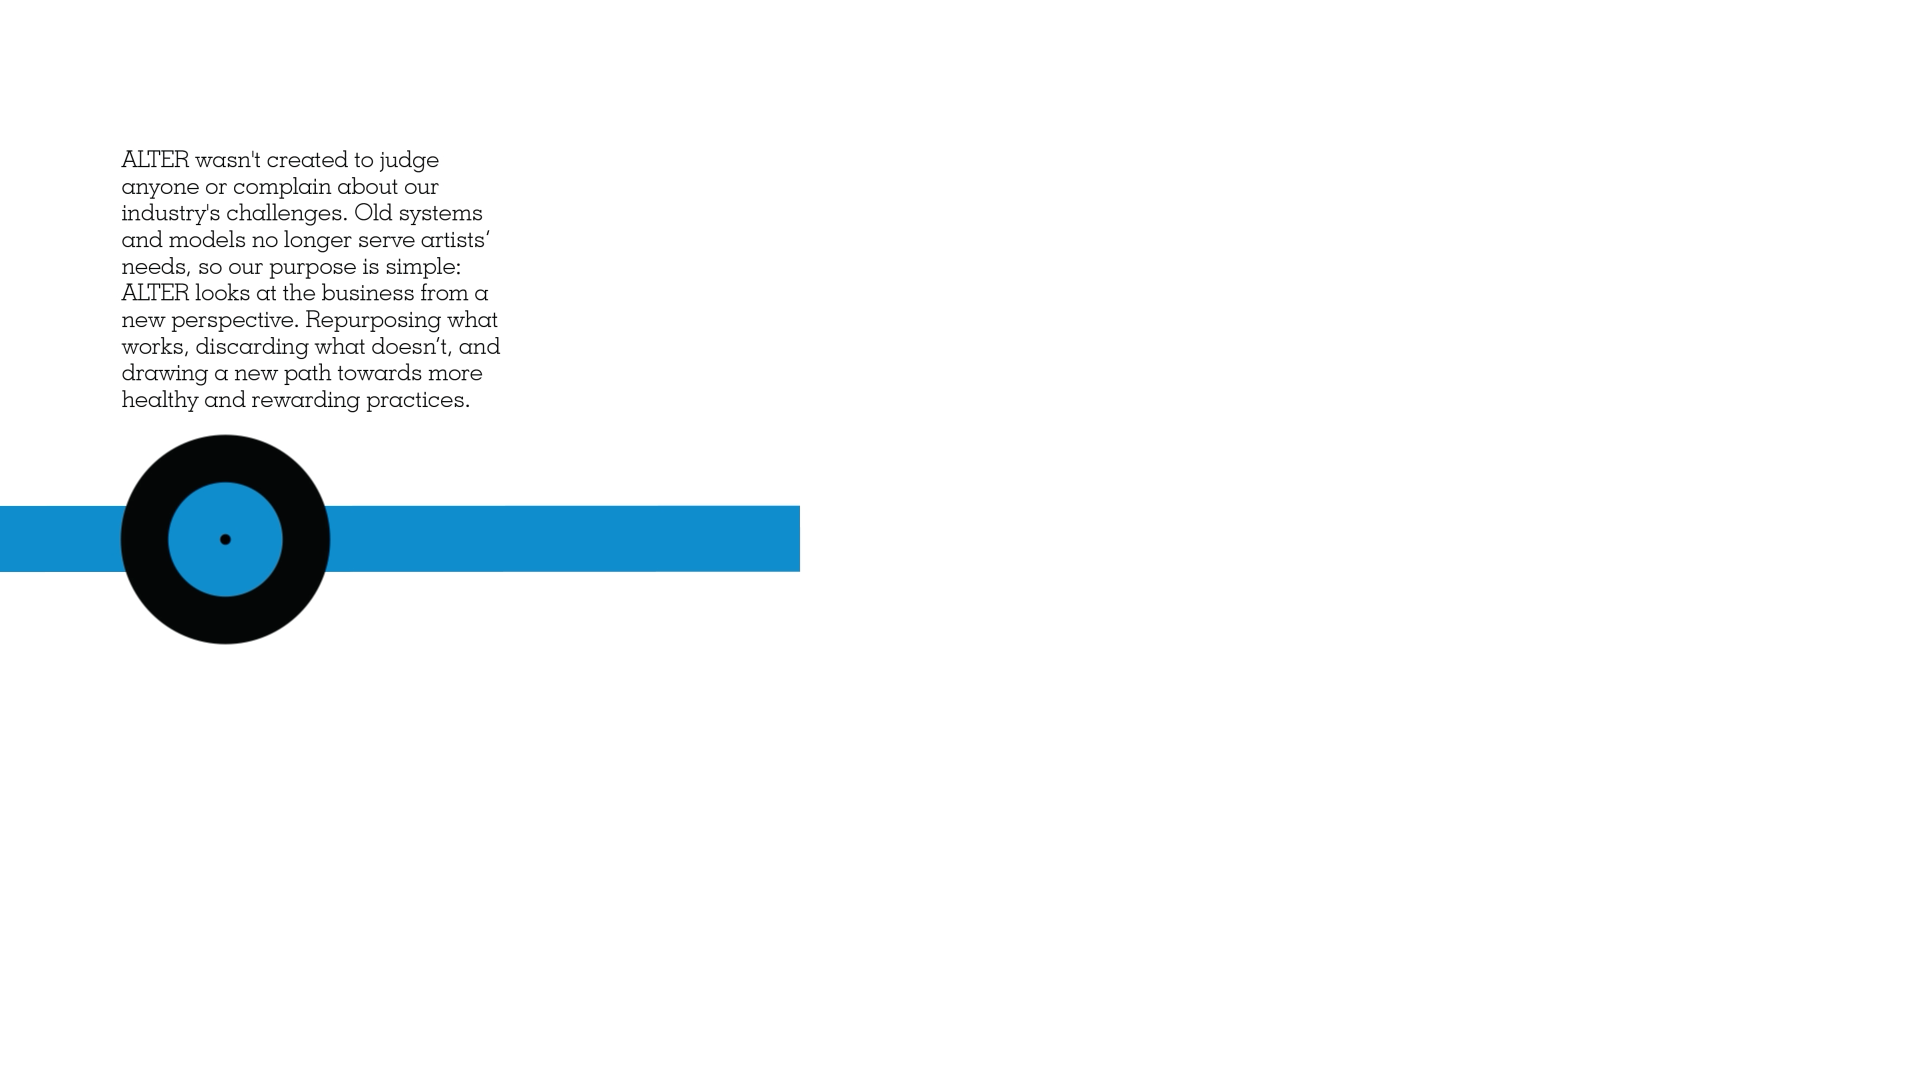 ALTER wasn't created to judge
anyone or complain about our
industry's challenges. Old systems
and models no longer serve artists’
needs, so our purpose is simple:
ALTER looks at the business from a
new perspective. Repurposing what
works, discarding what doesn’t, and
drawing a new path towards more
healthy and rewarding practices.